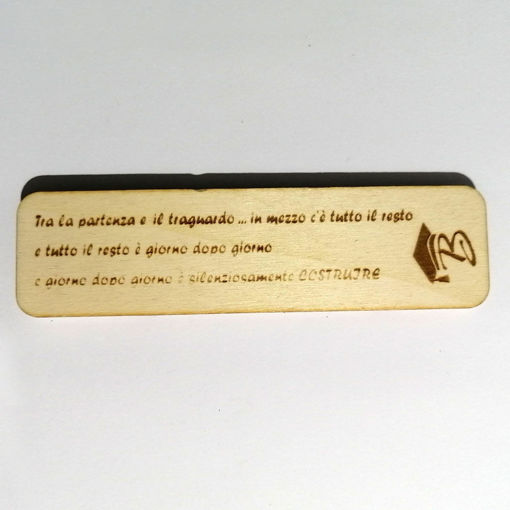 Tra la partenza e il traguardo ... in mezzo c'è tutto il resto
e tutto il resto è giorno dopo giorno
e giorno dopo giorno è silenziosamente COSTRUIRE
B